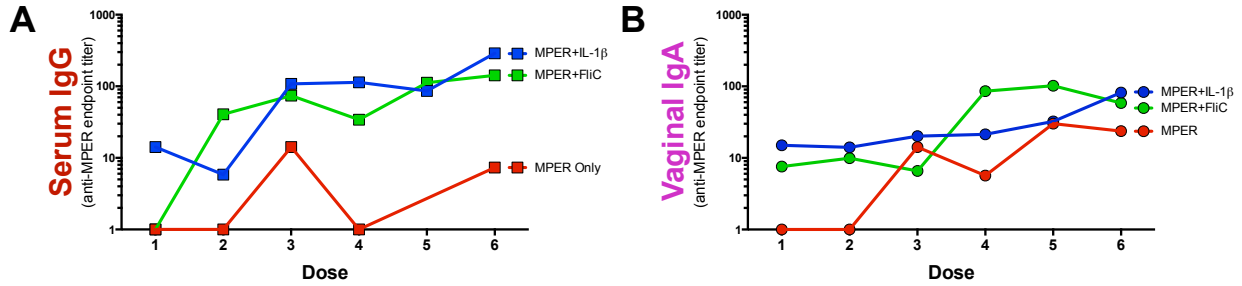 A
Serum IgG
(anti-MPER endpoint titer)
1000
100
10
1
1 2 3 4 5 6
Dose
MPER+IL-1β
MPER+FliC
MPER Only
B
Vaginal IgA
(anti-MPER endpoint titer)
1000
100
10
1
1 2 3 4 5 6
Dose
MPER+IL-1β
MPER+FliC
MPER